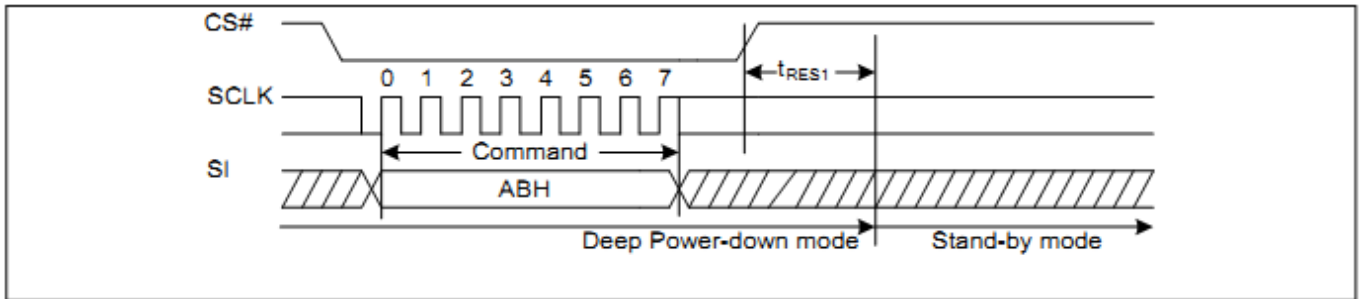 CS#
tRES1
0 1 2 3 4 5 6 7
SCLK
Command
SI
ABH
Deep Power-down mode Stand-by mode